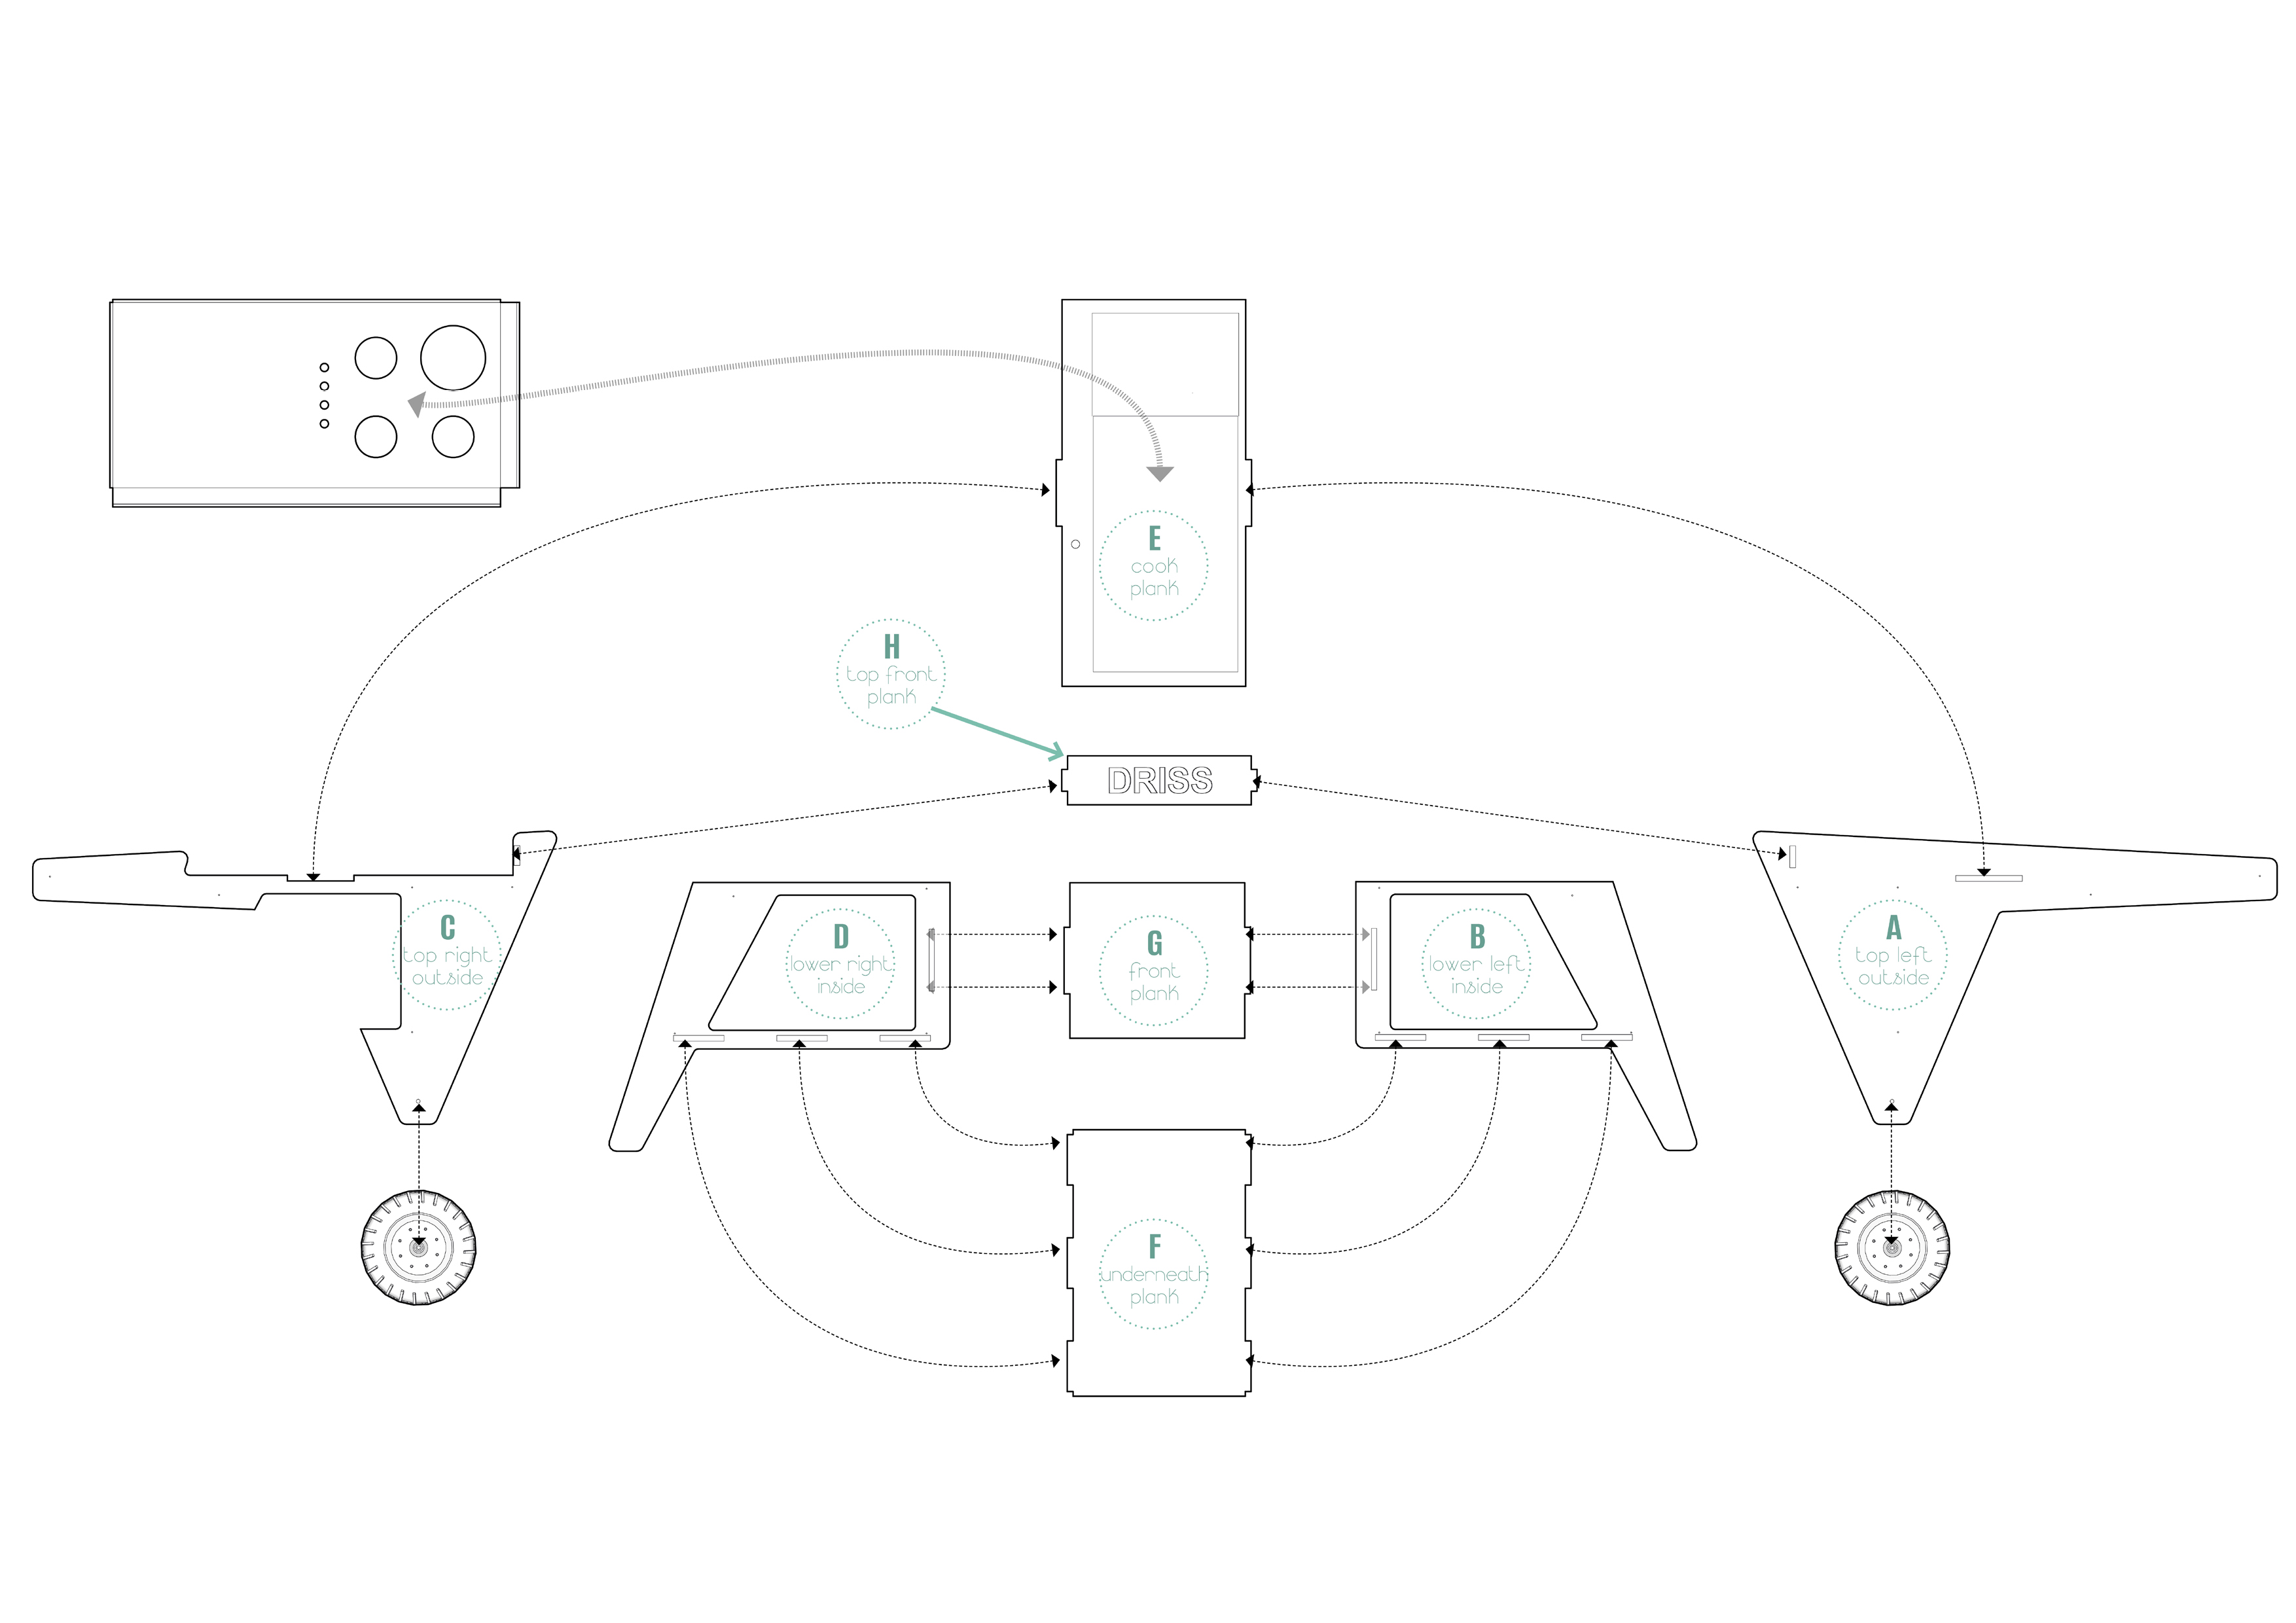 E
cook
plank
H
top front
plank
DRISS
C
top right
outside
D
lower right
inside
G
front
plank
B
lower left
inside
A
top left
outside
F
underneath
plank